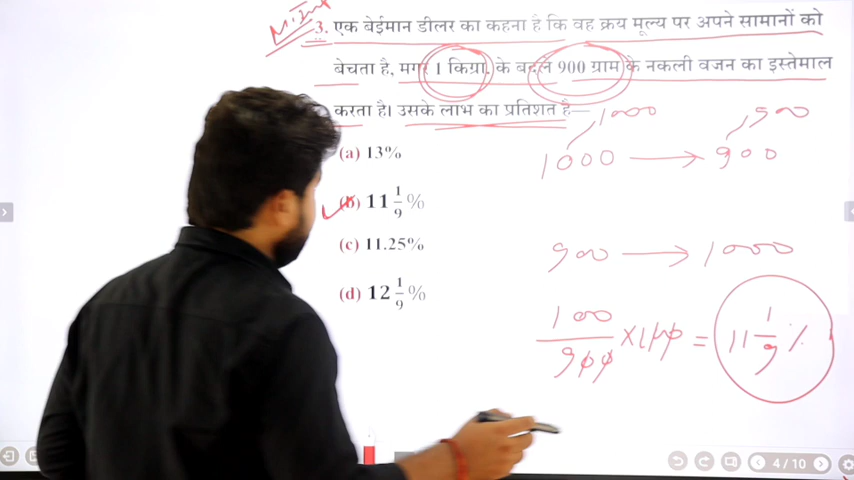 M.Imp
3. एक बेईमान डीलर का कहना है कि वह क्रय मूल्य पर अपने सामानों को
बेचता है, मगर 1 किग्रा. के बदले 900 ग्राम के नकली वजन का इस्तेमाल
करता है। उसके लाभ का प्रतिशत है—
1000 900
1000 → 900
(a) 13%
(b) 11 1/9 %
(c) 11.25%
(d) 12 1/9 %
900 → 1000
100/900 × 100 = 11 1/9 %
4 / 10